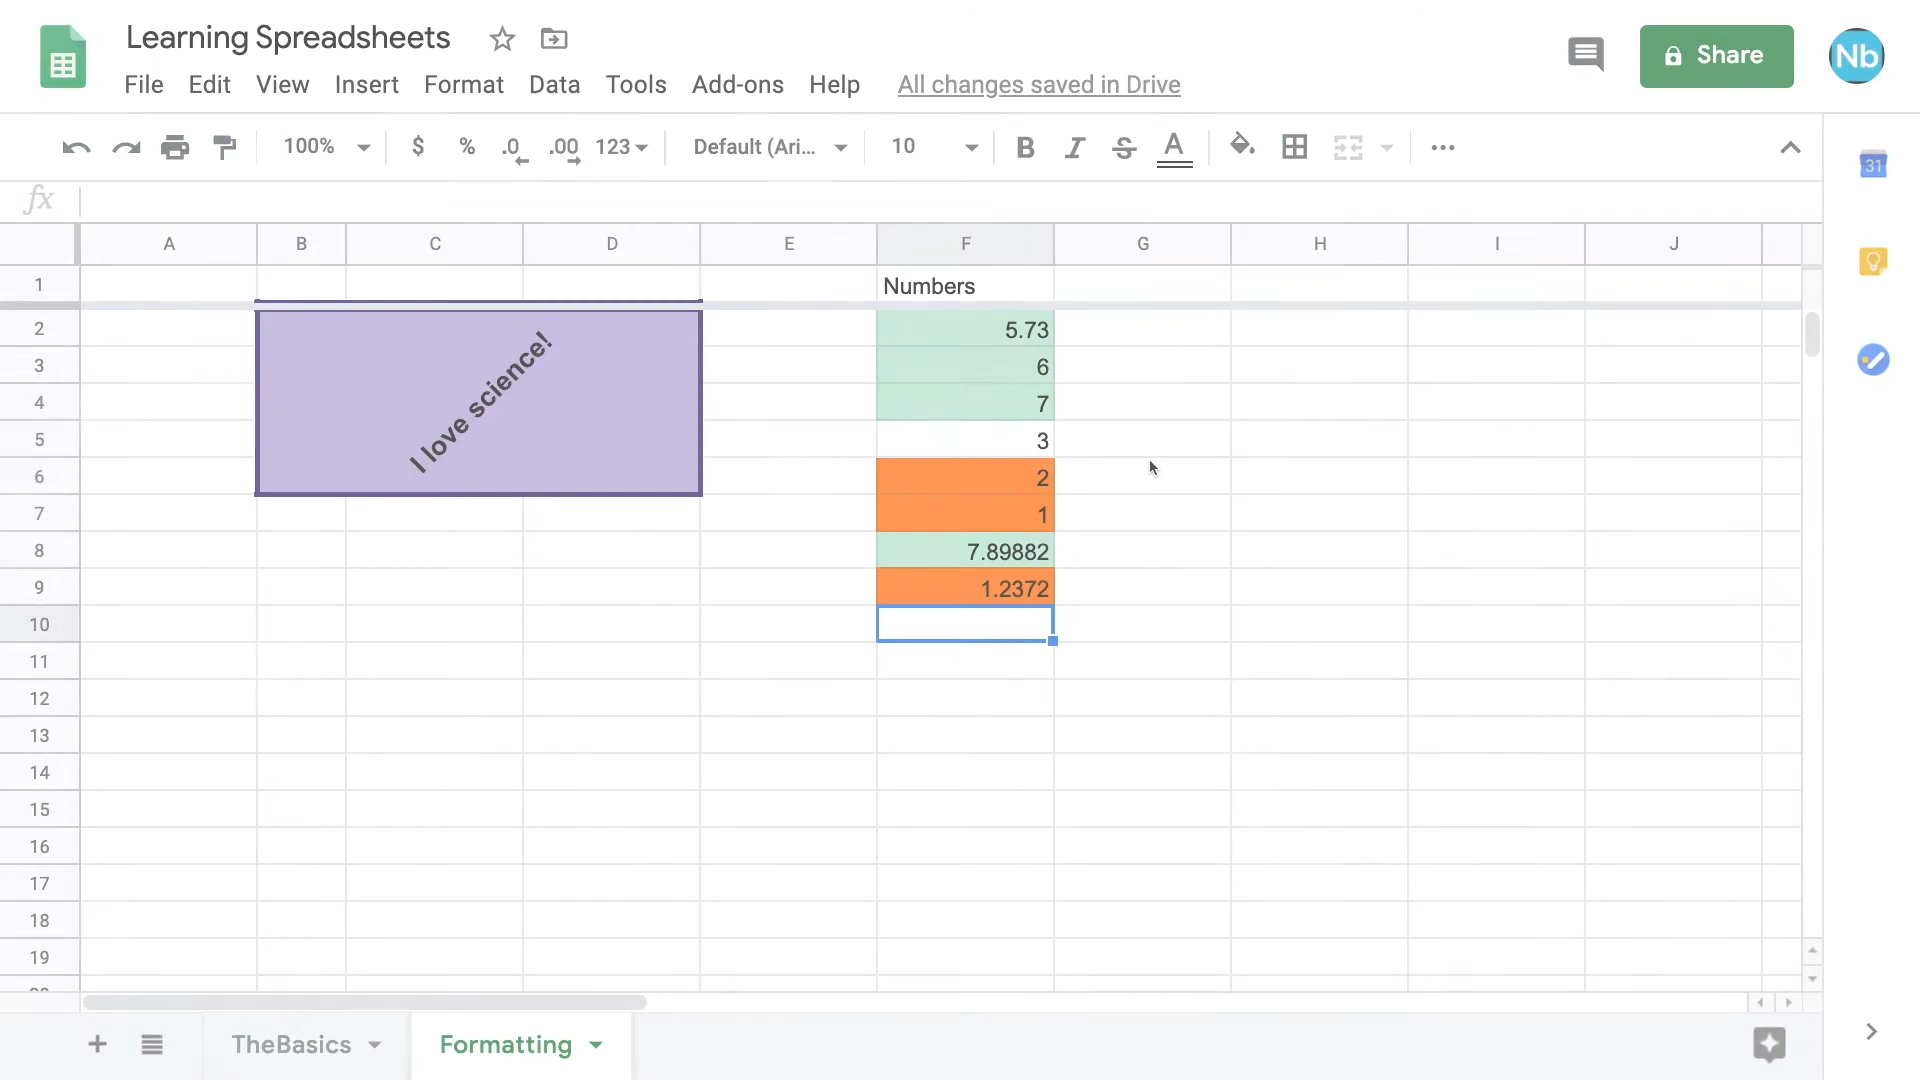 Learning Spreadsheets
File Edit View Insert Format Data Tools Add-ons Help All changes saved in Drive
Share
Nb
100% $ % .0 .00 123 Default (Ari... 10 B I S A
31
fx
A B C D E F G H I J
1 Numbers
2 5.73
3 6
4 7
5 3
6 2
7 1
8 7.89882
9 1.2372
I love science!
10
11
12
13
14
15
16
17
18
19
TheBasics Formatting